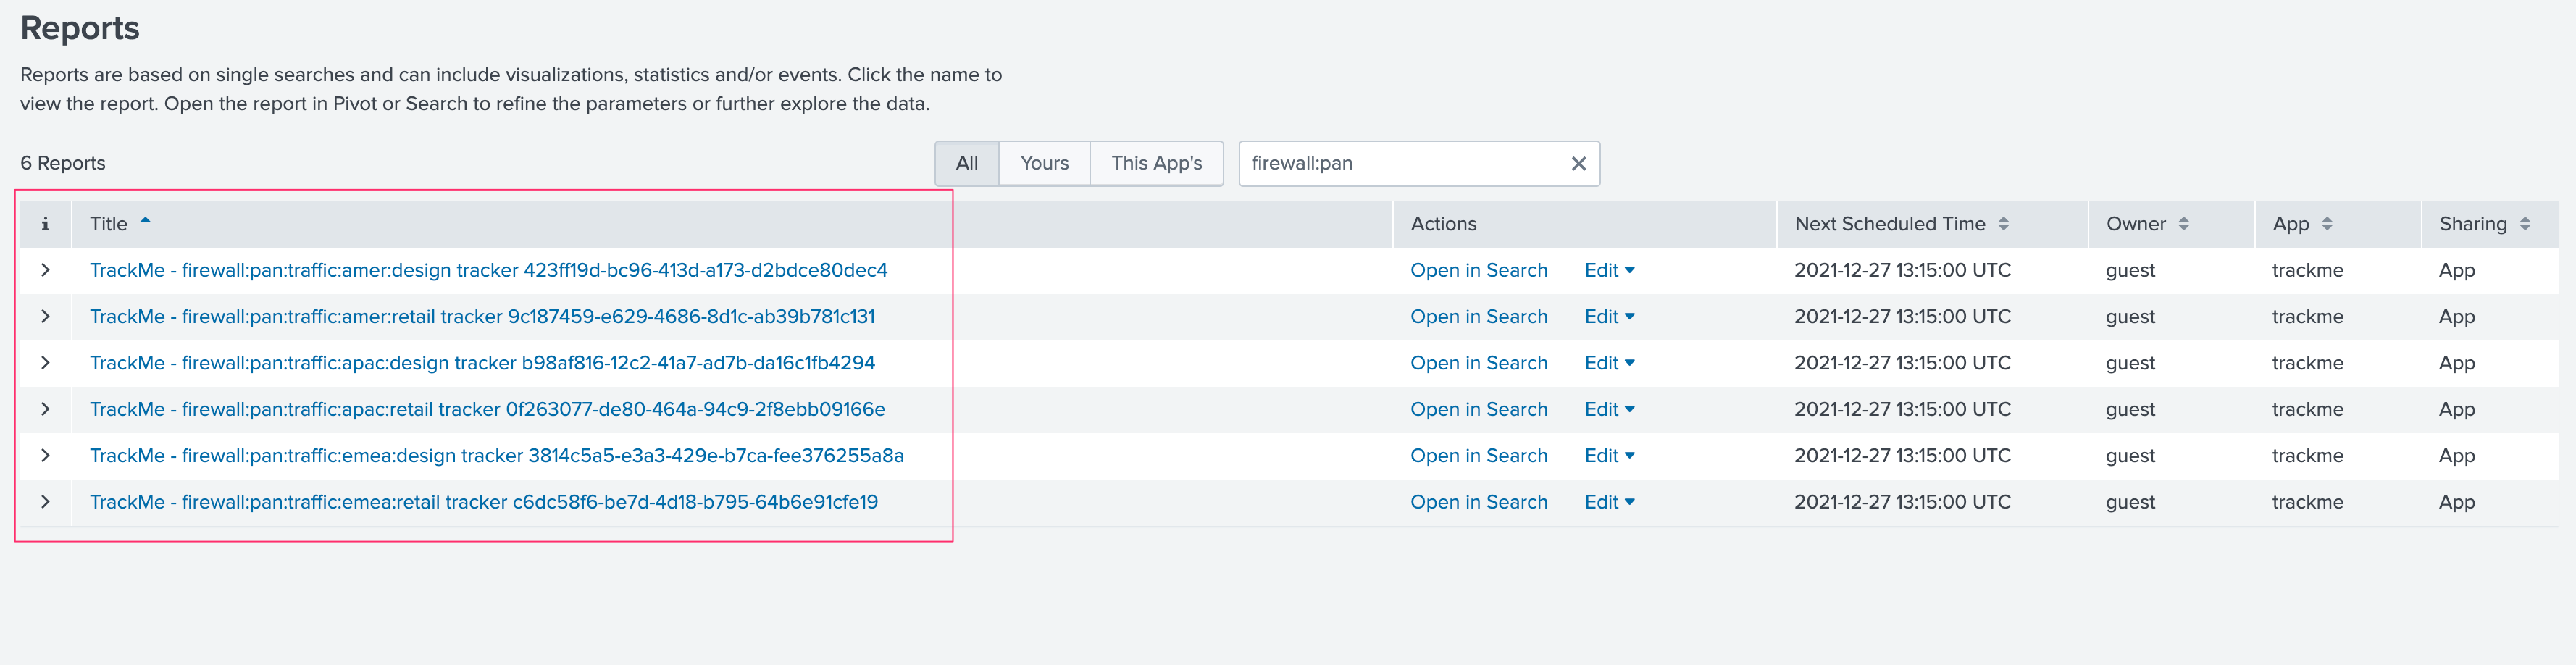 Reports
Reports are based on single searches and can include visualizations, statistics and/or events. Click the name to
view the report. Open the report in Pivot or Search to refine the parameters or further explore the data.
6 Reports All Yours This App's firewall:pan
i Title Actions Next Scheduled Time Owner App Sharing
TrackMe - firewall:pan:traffic:amer:design tracker 423ff19d-bc96-413d-a173-d2bdce80dec4 Open in Search Edit 2021-12-27 13:15:00 UTC guest trackme App
TrackMe - firewall:pan:traffic:amer:retail tracker 9c187459-e629-4686-8d1c-ab39b781c131 Open in Search Edit 2021-12-27 13:15:00 UTC guest trackme App
TrackMe - firewall:pan:traffic:apac:design tracker b98af816-12c2-41a7-ad7b-da16c1fb4294 Open in Search Edit 2021-12-27 13:15:00 UTC guest trackme App
TrackMe - firewall:pan:traffic:apac:retail tracker 0f263077-de80-464a-94c9-2f8ebb09166e Open in Search Edit 2021-12-27 13:15:00 UTC guest trackme App
TrackMe - firewall:pan:traffic:emea:design tracker 3814c5a5-e3a3-429e-b7ca-fee376255a8a Open in Search Edit 2021-12-27 13:15:00 UTC guest trackme App
TrackMe - firewall:pan:traffic:emea:retail tracker c6dc58f6-be7d-4d18-b795-64b6e91cfe19 Open in Search Edit 2021-12-27 13:15:00 UTC guest trackme App